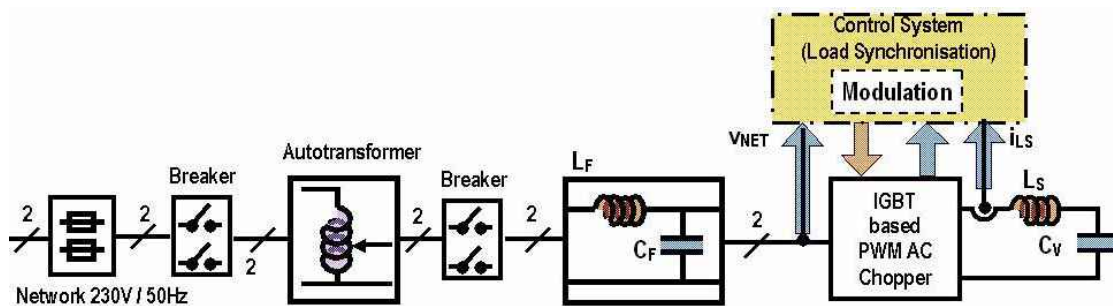 Control System
(Load Synchronisation)
Modulation
vNET
iLS
Autotransformer
LF
Breaker
Breaker
LS
2
2
2
2
2
2
IGBT
based
PWM AC
Chopper
CF
CV
Network 230V / 50Hz